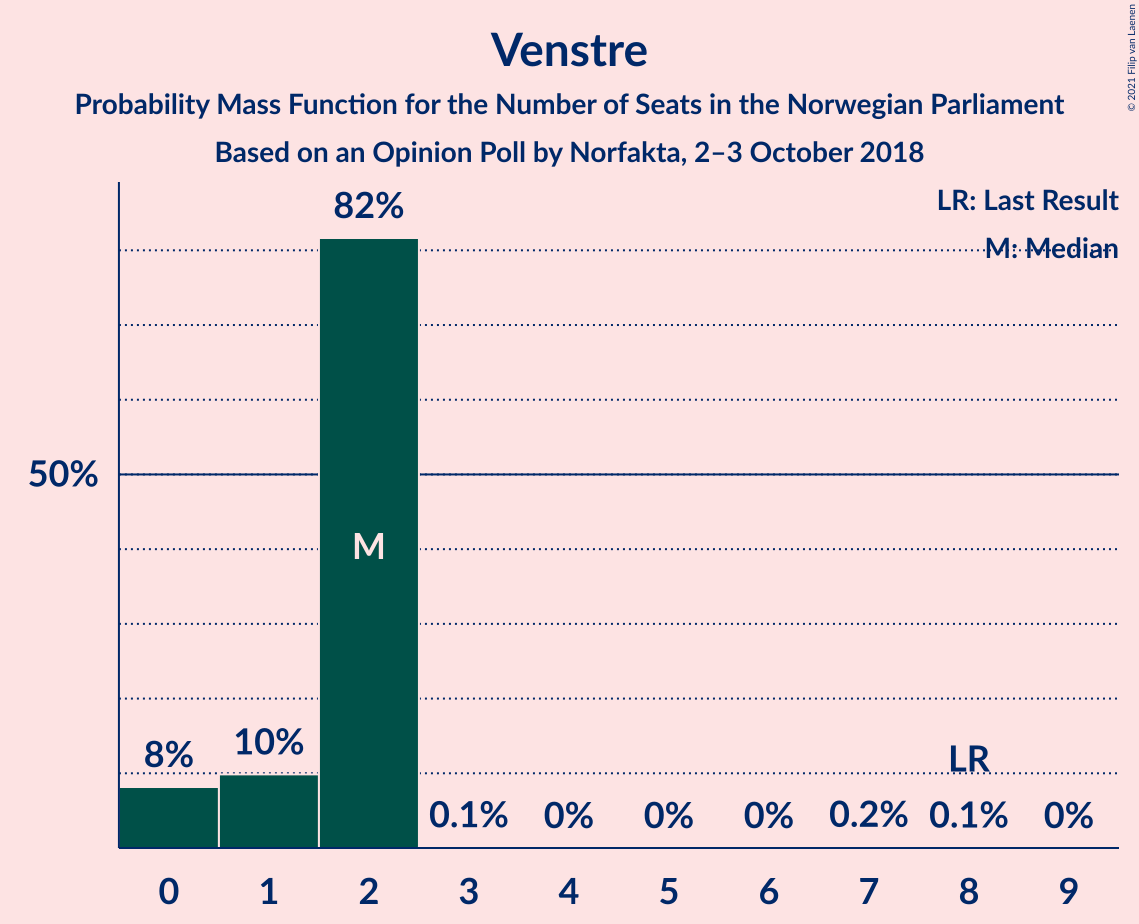 Venstre
Probability Mass Function for the Number of Seats in the Norwegian Parliament
Based on an Opinion Poll by Norfakta, 2–3 October 2018
© 2021 Filip van Laenen
LR: Last Result
M: Median
82%
50%
M
8%
10%
LR
0.1%
0%
0%
0%
0.2%
0.1%
0%
0 1 2 3 4 5 6 7 8 9